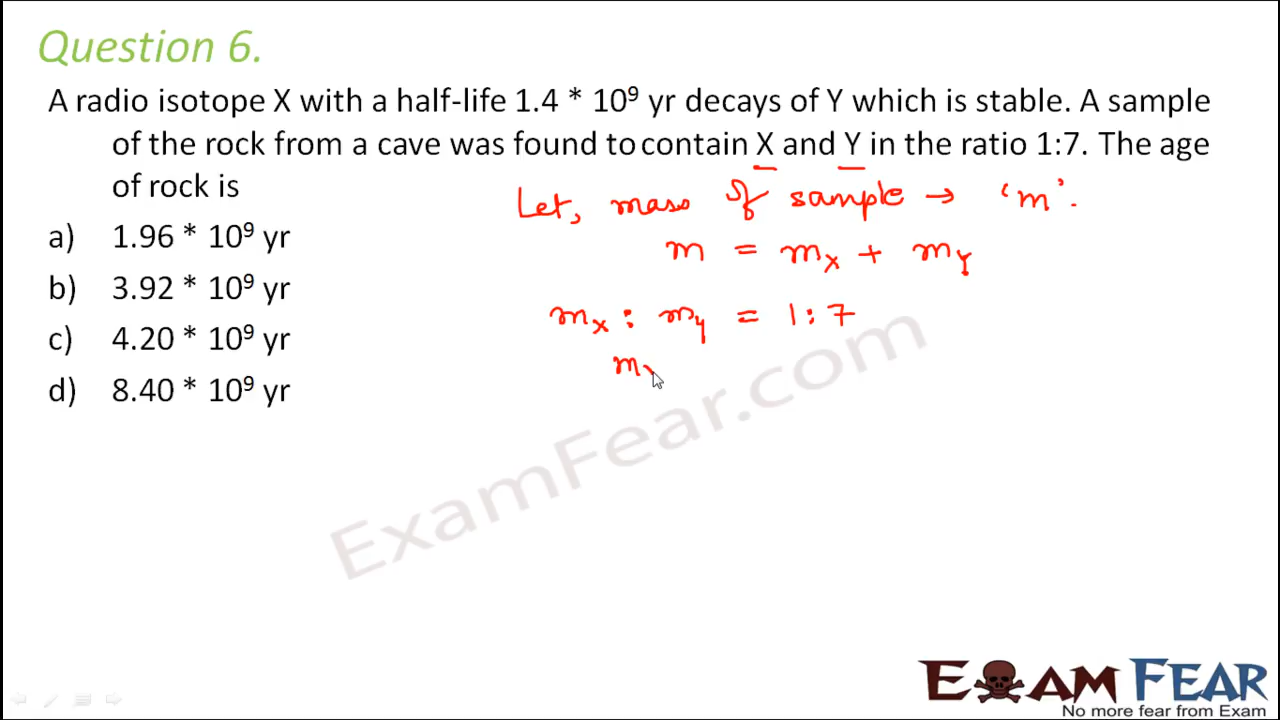 Question 6.
A radio isotope X with a half-life 1.4 * 10⁹ yr decays of Y which is stable. A sample
of the rock from a cave was found to contain X and Y in the ratio 1:7. The age
of rock is
Let, mass of sample → 'm'.
a) 1.96 * 10⁹ yr
m = mX + mY
b) 3.92 * 10⁹ yr
mX : mY = 1:7
c) 4.20 * 10⁹ yr
m
d) 8.40 * 10⁹ yr
ExamFear.com
EXAM FEAR
No more fear from Exam